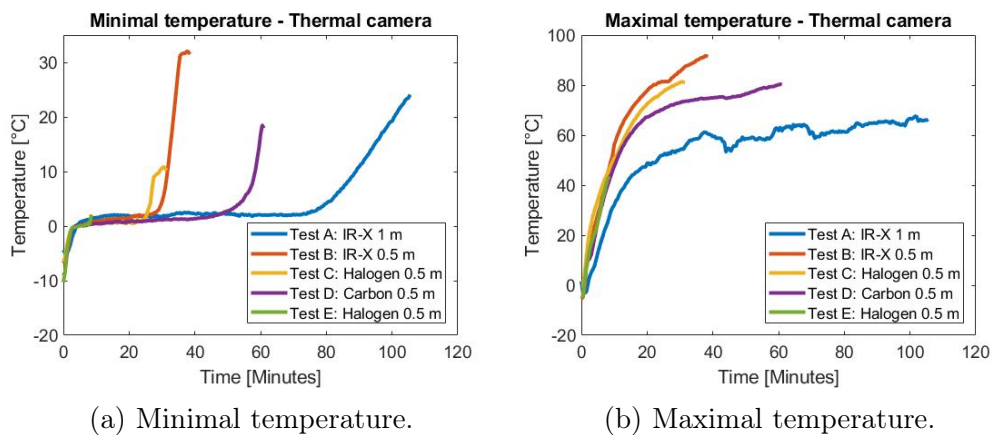 Minimal temperature - Thermal camera
Temperature [°C]
30
20
10
0
-10
-20
0 20 40 60 80 100 120
Time [Minutes]
Test A: IR-X 1 m
Test B: IR-X 0.5 m
Test C: Halogen 0.5 m
Test D: Carbon 0.5 m
Test E: Halogen 0.5 m
(a) Minimal temperature.
Maximal temperature - Thermal camera
Temperature [°C]
100
80
60
40
20
0
-20
0 20 40 60 80 100 120
Time [Minutes]
Test A: IR-X 1 m
Test B: IR-X 0.5 m
Test C: Halogen 0.5 m
Test D: Carbon 0.5 m
Test E: Halogen 0.5 m
(b) Maximal temperature.